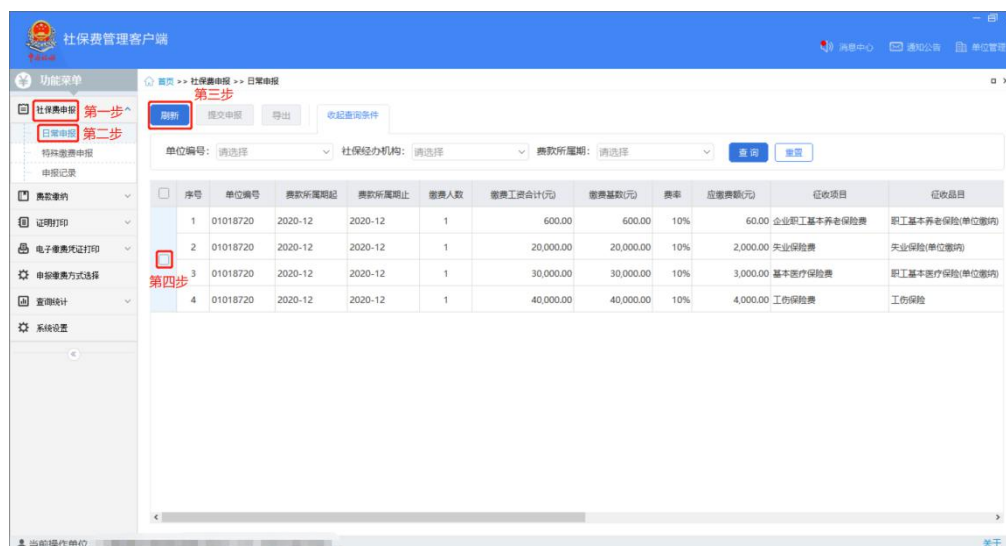 社保费管理客户端
消息中心 通知公告 单位管理
功能菜单
首页 >> 社保费申报 >> 日常申报
社保费申报 第一步
日常申报 第二步
特殊缴费申报
申报记录
费款缴纳
证明打印
电子缴费凭证打印
申报缴费方式选择
查询统计
系统设置
第三步
刷新 提交申报 导出 收起查询条件
单位编号： 请选择 社保经办机构： 请选择 费款所属期： 请选择 查询 重置
序号 单位编号 费款所属期起 费款所属期止 缴费人数 缴费工资合计(元) 缴费基数(元) 费率 应缴费额(元) 征收项目 征收品目
1 01018720 2020-12 2020-12 1 600.00 600.00 10% 60.00 企业职工基本养老保险费 职工基本养老保险(单位缴纳)
2 01018720 2020-12 2020-12 1 20,000.00 20,000.00 10% 2,000.00 失业保险费 失业保险(单位缴纳)
第四步
3 01018720 2020-12 2020-12 1 30,000.00 30,000.00 10% 3,000.00 基本医疗保险费 职工基本医疗保险(单位缴纳)
4 01018720 2020-12 2020-12 1 40,000.00 40,000.00 10% 4,000.00 工伤保险费 工伤保险
当前操作单位
关于